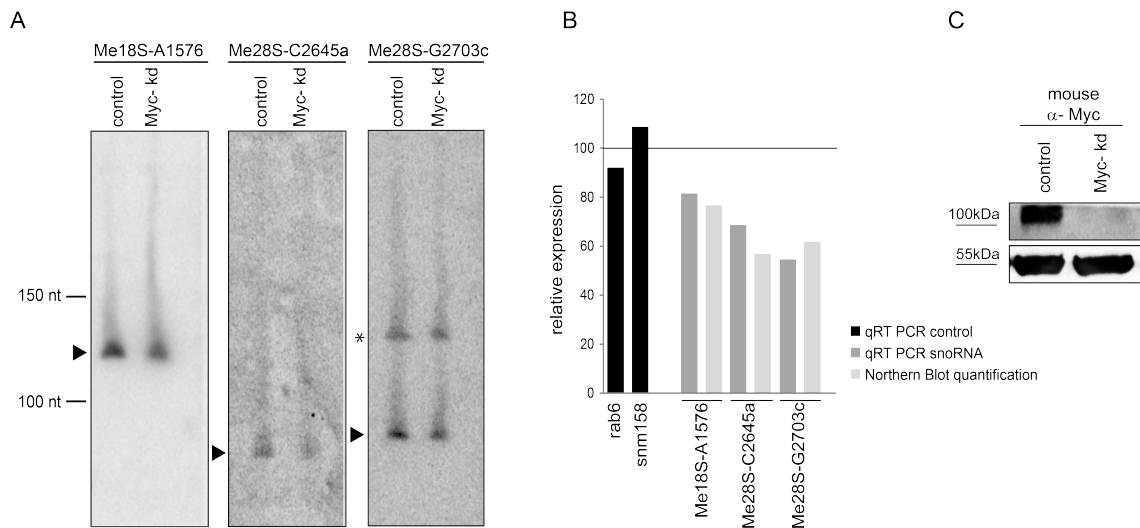 A
Me18S-A1576
Me28S-C2645a
Me28S-G2703c
control
Myc- kd
control
Myc- kd
control
Myc- kd
150 nt
100 nt
*
B
120
100
80
60
40
20
0
relative expression
rab6
snm158
Me18S-A1576
Me28S-C2645a
Me28S-G2703c
qRT PCR control
qRT PCR snoRNA
Northern Blot quantification
C
mouse
α- Myc
control
Myc- kd
100kDa
55kDa